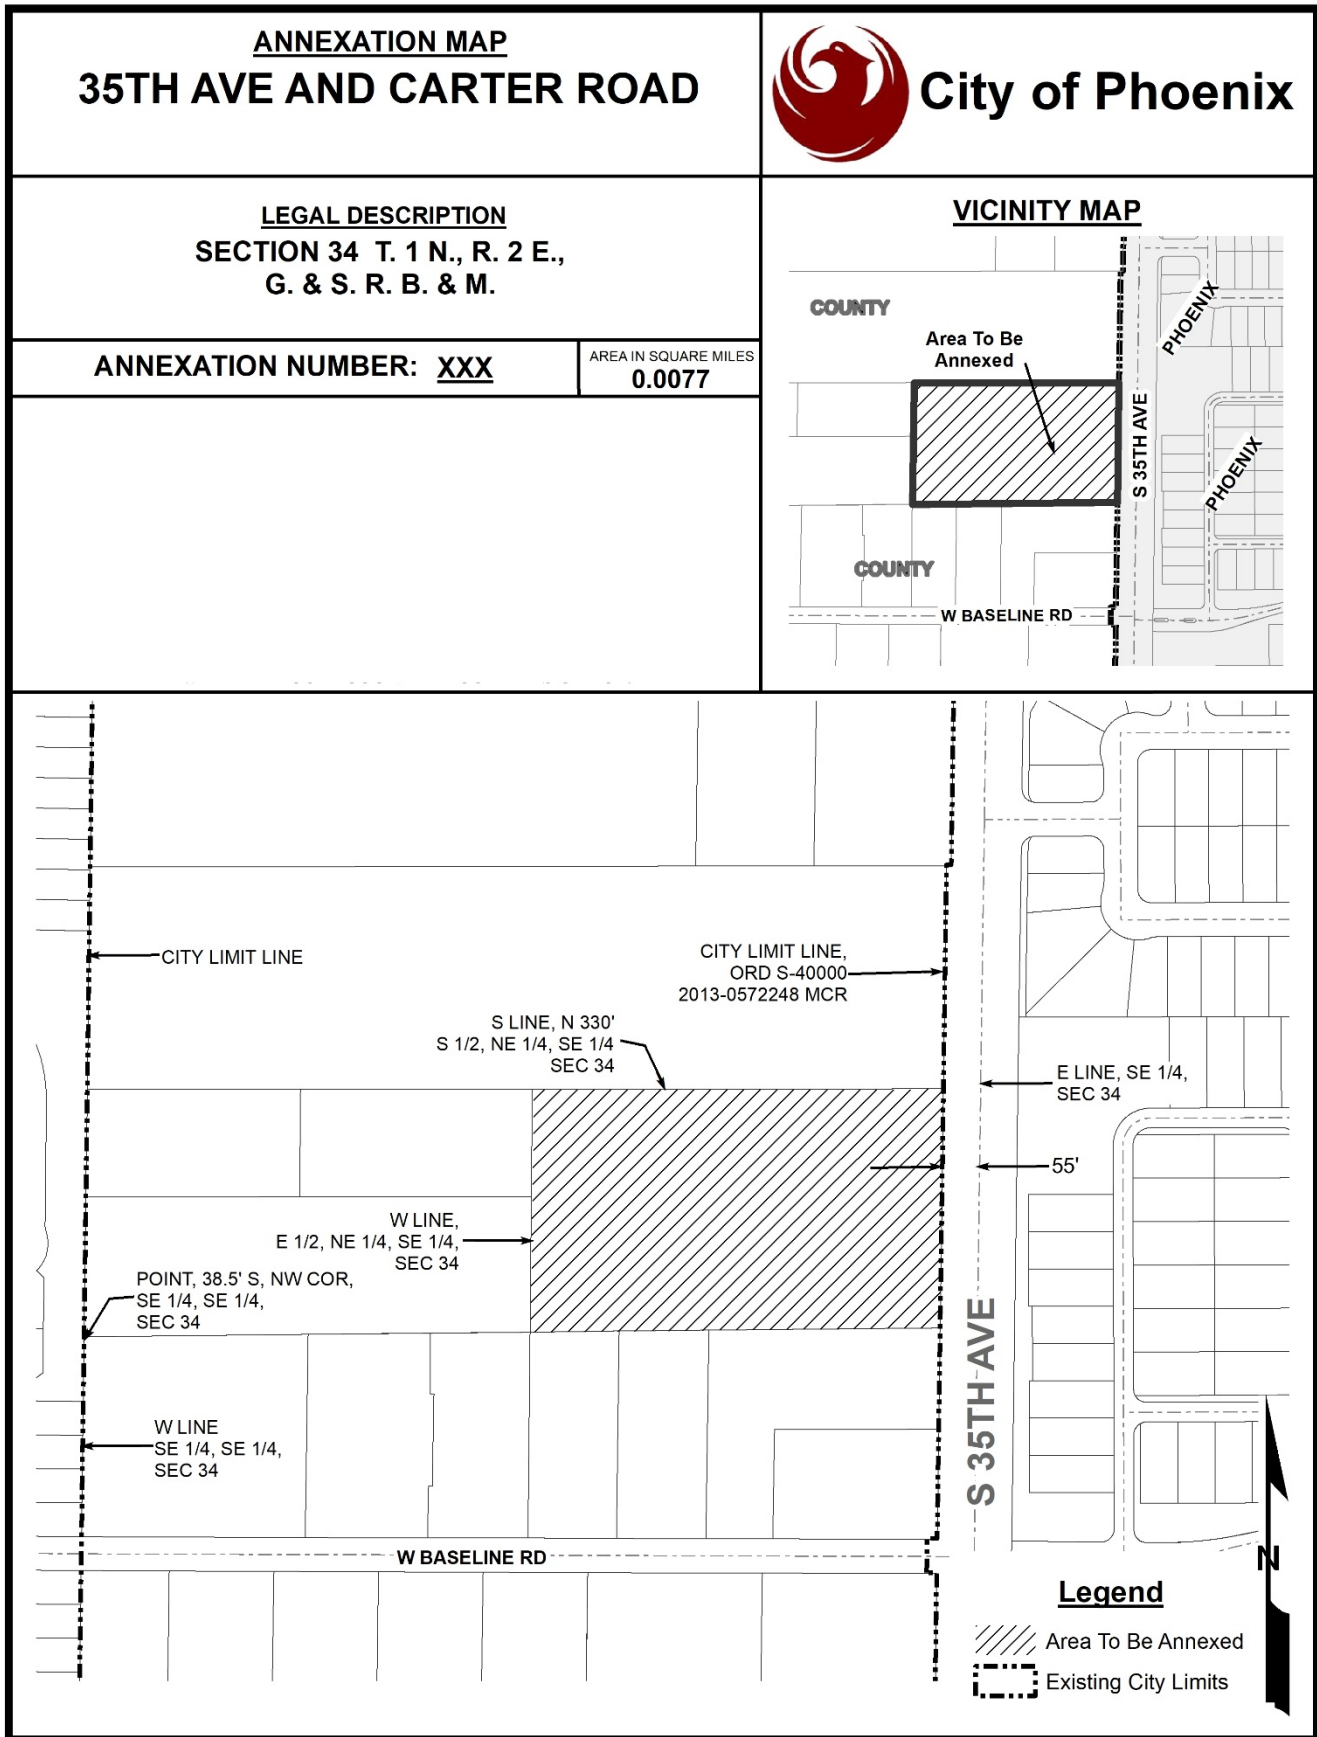 ANNEXATION MAP
35TH AVE AND CARTER ROAD
City of Phoenix
LEGAL DESCRIPTION
SECTION 34 T. 1 N., R. 2 E.,
G. & S. R. B. & M.
ANNEXATION NUMBER: XXX
AREA IN SQUARE MILES
0.0077
VICINITY MAP
COUNTY
PHOENIX
Area To Be
Annexed
S 35TH AVE
PHOENIX
COUNTY
W BASELINE RD
CITY LIMIT LINE
CITY LIMIT LINE,
ORD S-40000
2013-0572248 MCR
S LINE, N 330'
S 1/2, NE 1/4, SE 1/4
SEC 34
E LINE, SE 1/4,
SEC 34
55'
W LINE,
E 1/2, NE 1/4, SE 1/4,
SEC 34
POINT, 38.5' S, NW COR,
SE 1/4, SE 1/4,
SEC 34
S 35TH AVE
W LINE
SE 1/4, SE 1/4,
SEC 34
W BASELINE RD
N
Legend
Area To Be Annexed
Existing City Limits